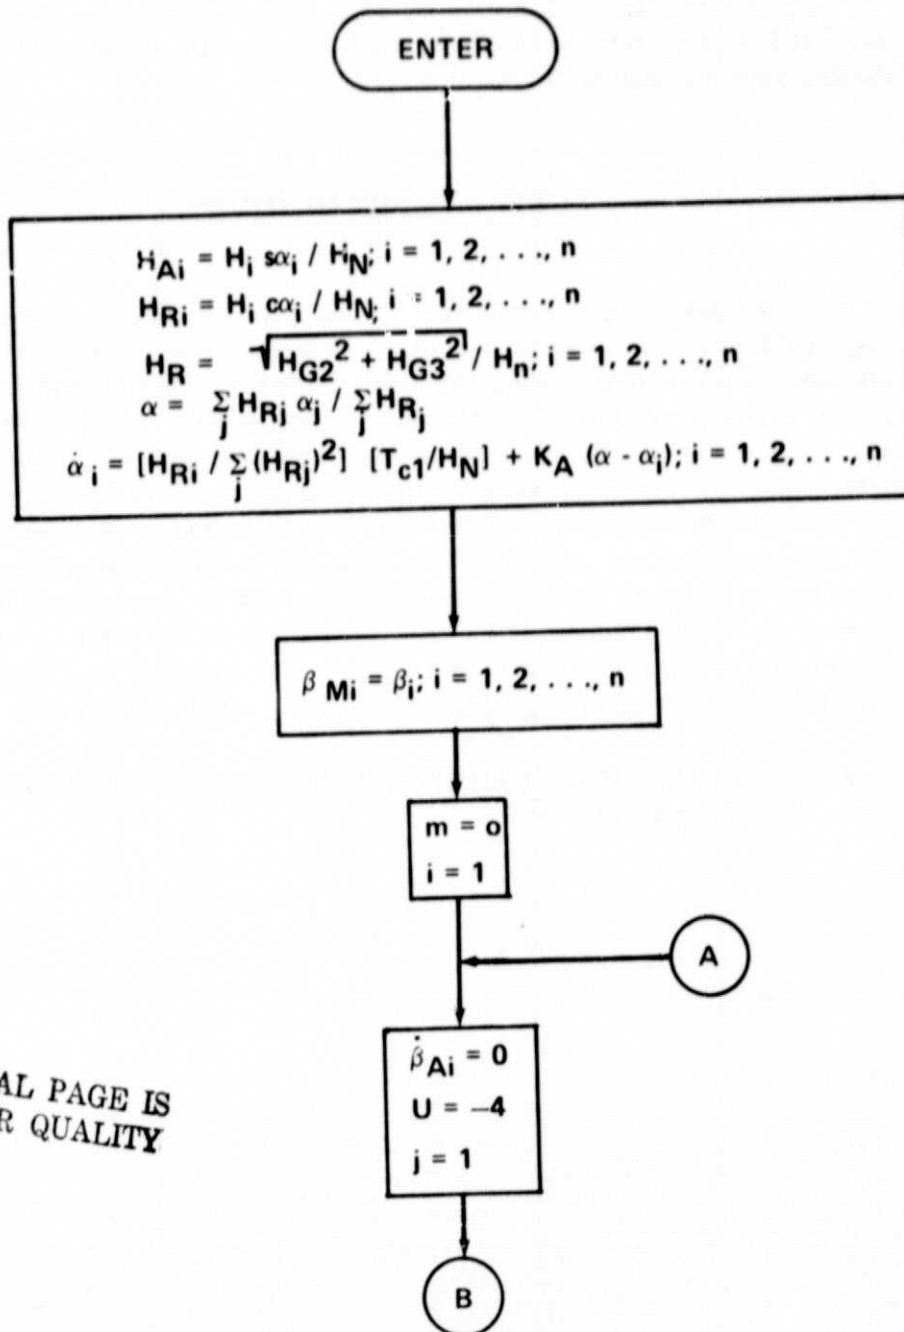 ENTER
H_Ai = H_i sα_i / H_N; i = 1, 2, . . ., n
H_Ri = H_i cα_i / H_N; i = 1, 2, . . ., n
H_R = √(H_G2² + H_G3²) / H_n; i = 1, 2, . . ., n
α = Σ_j H_Rj α_j / Σ_j H_Rj
α̇_i = [H_Ri / Σ_j (H_Rj)²] [T_c1/H_N] + K_A (α - α_i); i = 1, 2, . . ., n
β_Mi = β_i; i = 1, 2, . . ., n
m = o
i = 1
A
β̇_Ai = 0
U = −4
j = 1
AL PAGE IS
R QUALITY
B